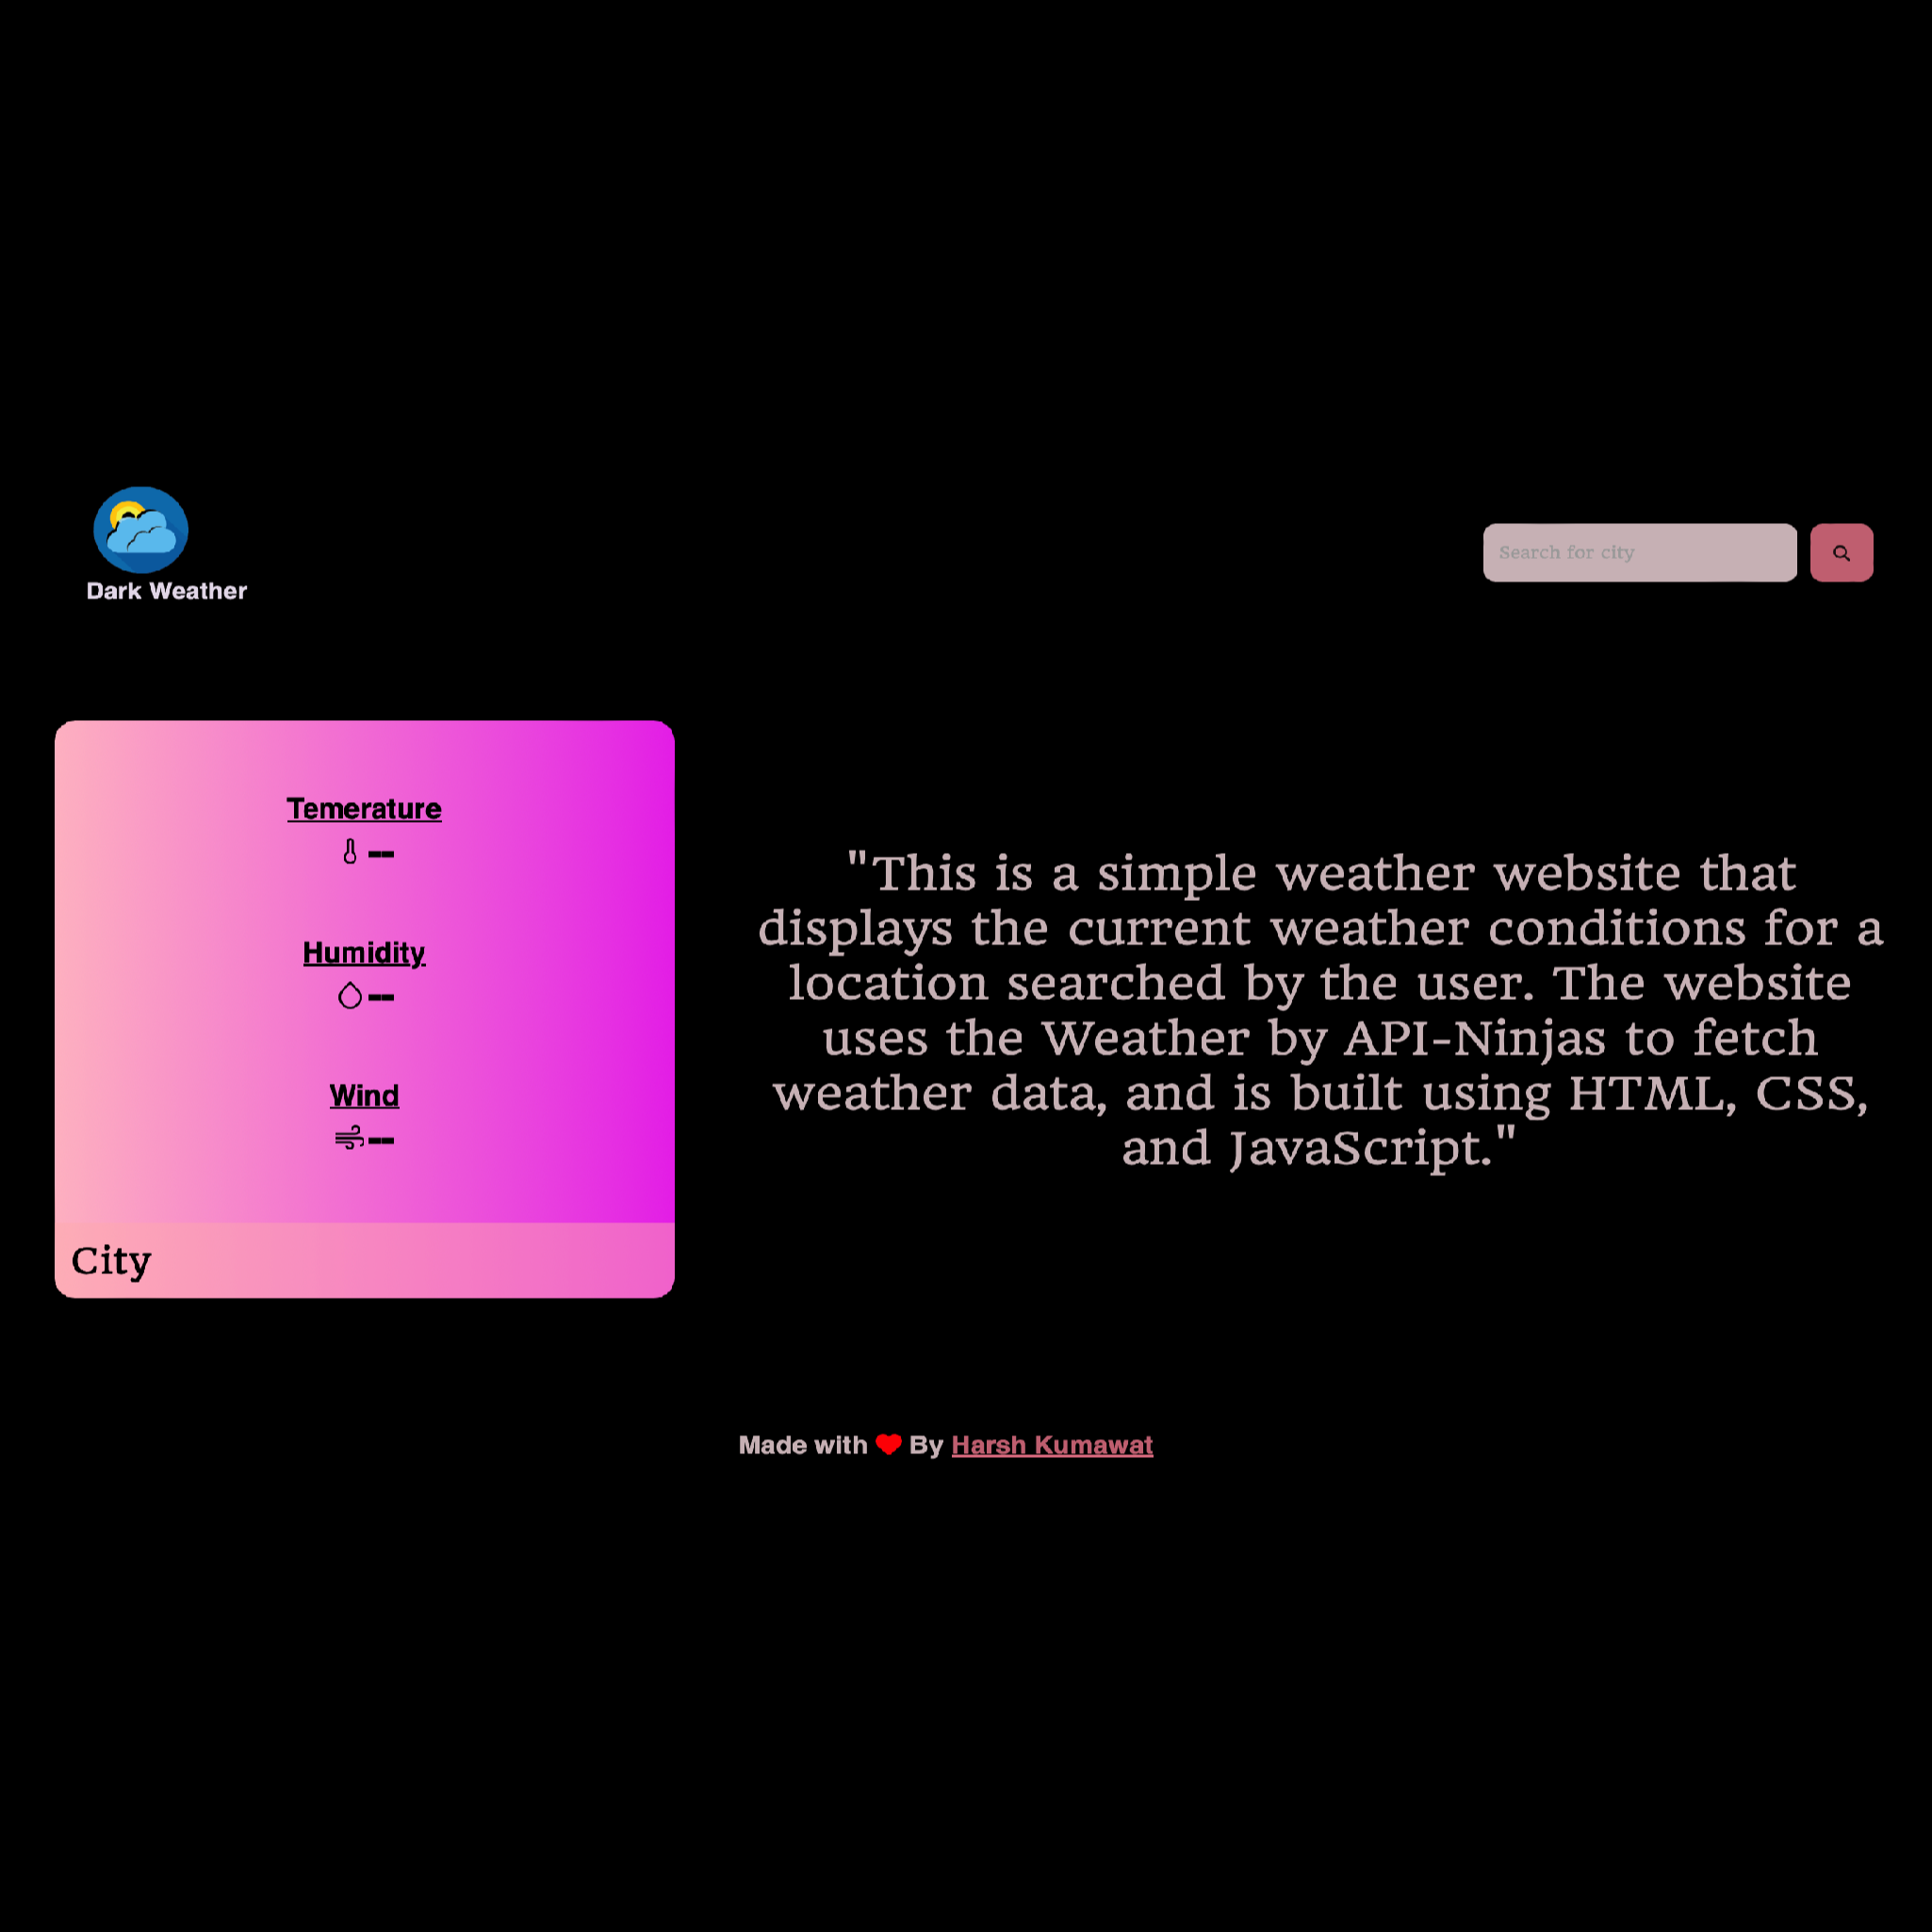 Dark Weather
Search for city
Temerature
--
Humidity
--
Wind
--
City
"This is a simple weather website that
displays the current weather conditions for a
location searched by the user. The website
uses the Weather by API-Ninjas to fetch
weather data, and is built using HTML, CSS,
and JavaScript."
Made with ❤ By Harsh Kumawat